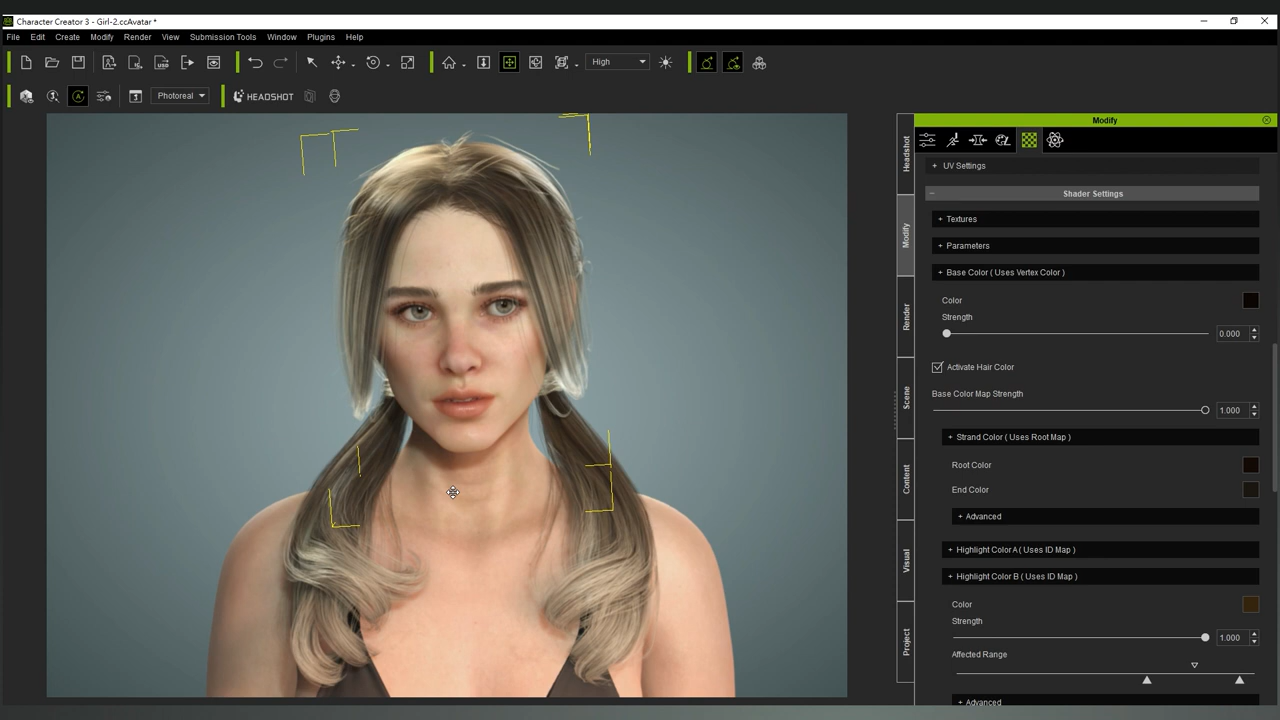 Character Creator 3 - Girl-2.ccAvatar *
File Edit Create Modify Render View Submission Tools Window Plugins Help
High
Photoreal
HEADSHOT
Headshot
Modify
Render
Scene
Content
Visual
Project
Modify
+ UV Settings
− Shader Settings
+ Textures
+ Parameters
+ Base Color ( Uses Vertex Color )
Color
Strength
0.000
Activate Hair Color
Base Color Map Strength
1.000
+ Strand Color ( Uses Root Map )
Root Color
End Color
+ Advanced
+ Highlight Color A ( Uses ID Map )
+ Highlight Color B ( Uses ID Map )
Color
Strength
1.000
Affected Range
+ Advanced